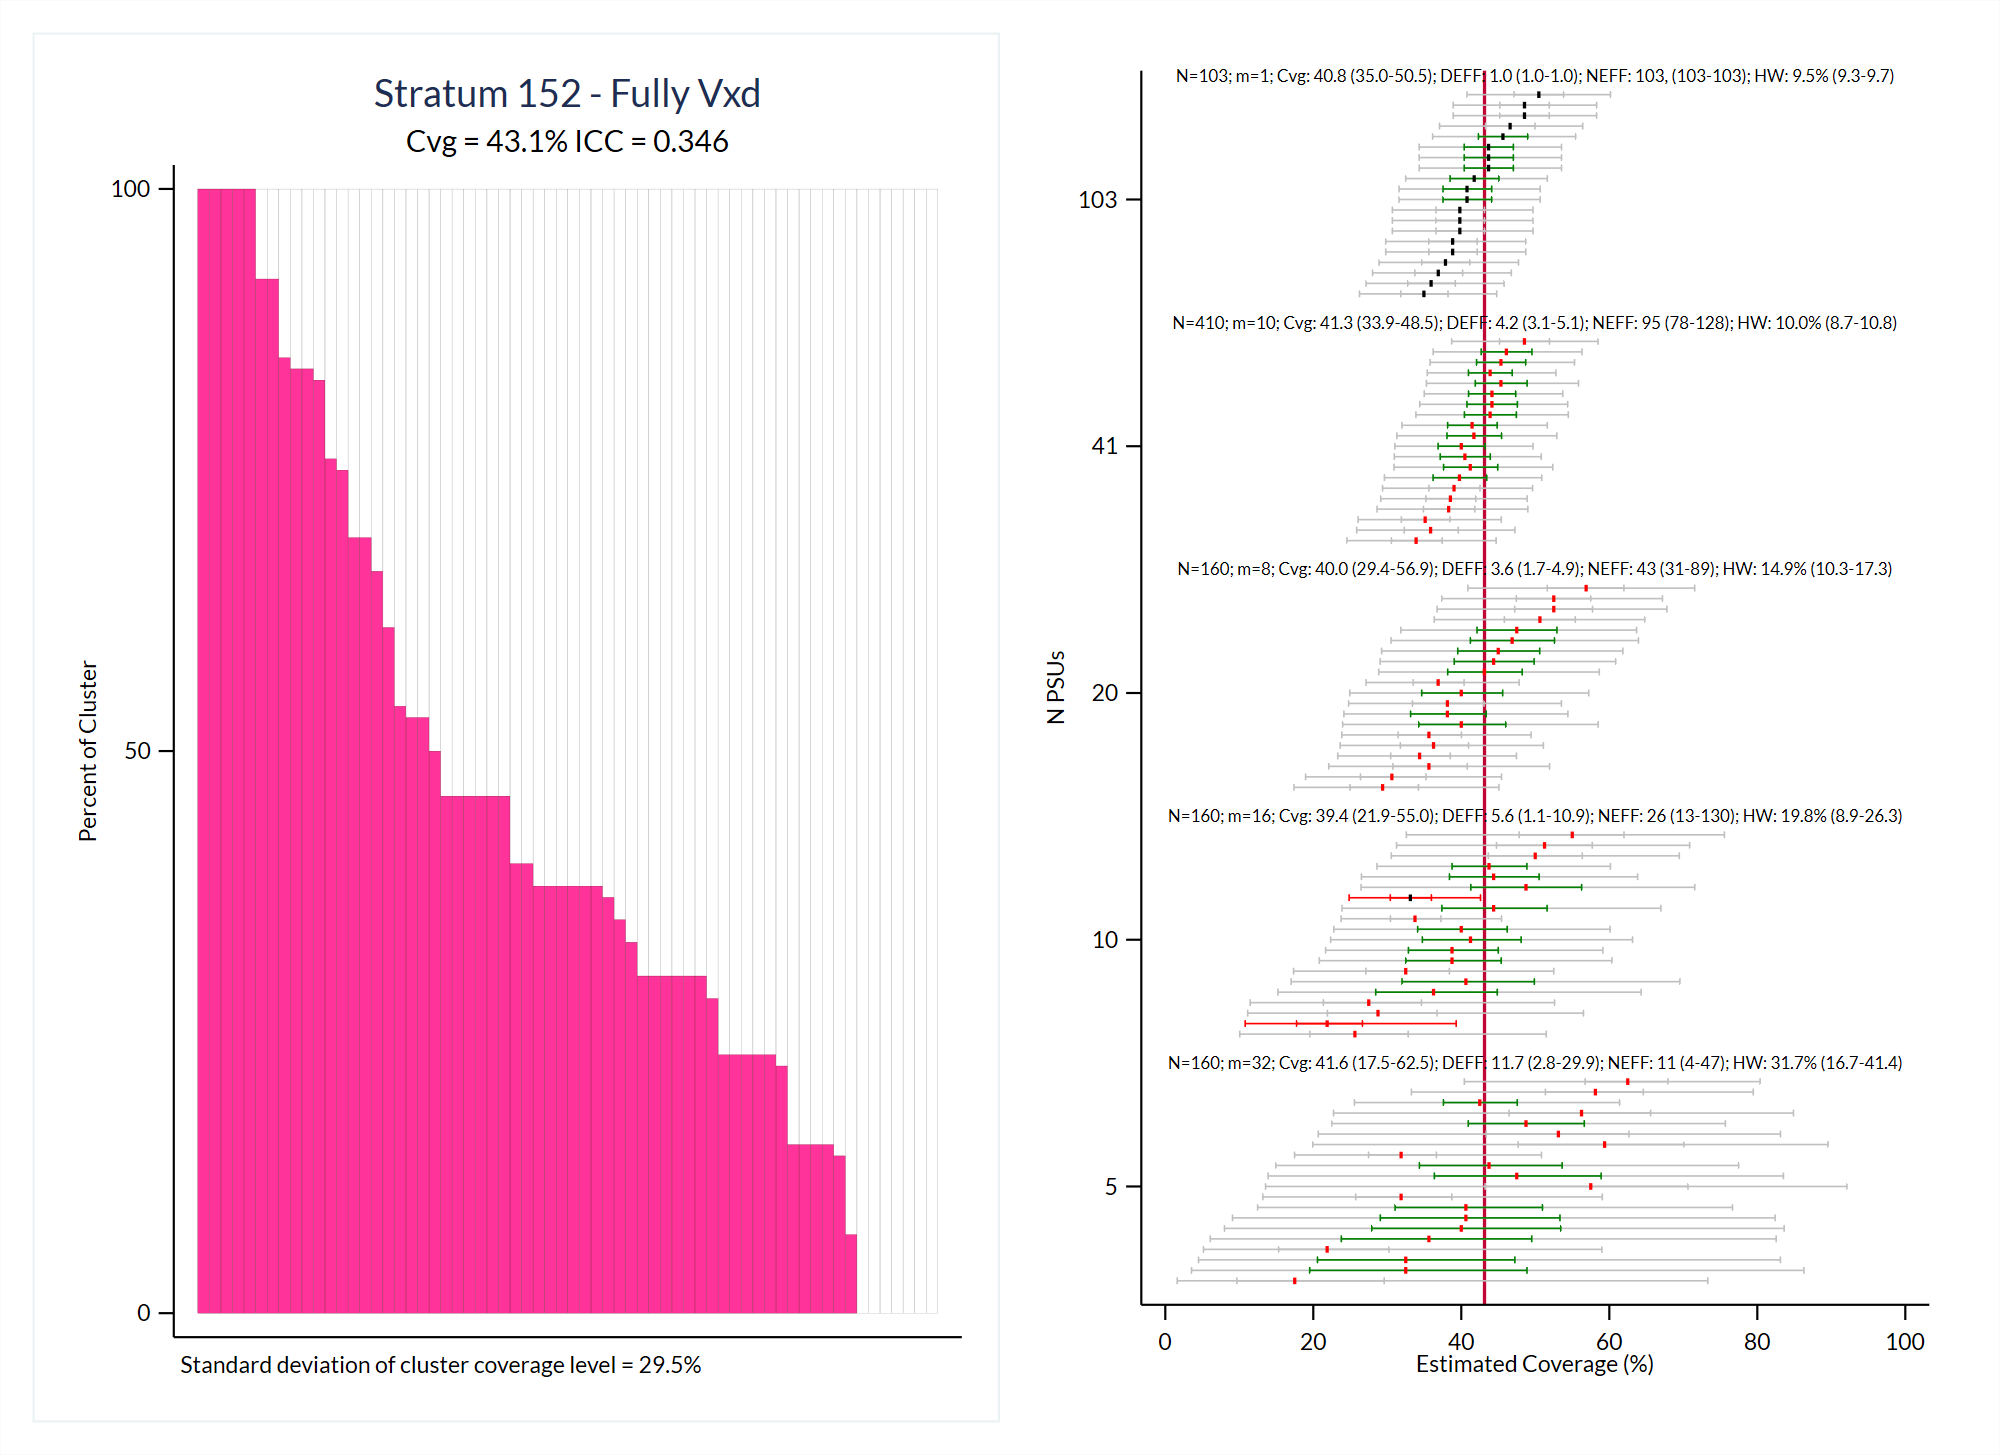 Stratum 152 - Fully Vxd
Cvg = 43.1% ICC = 0.346
100
50
0
Percent of Cluster
Standard deviation of cluster coverage level = 29.5%
N=103; m=1; Cvg: 40.8 (35.0-50.5); DEFF: 1.0 (1.0-1.0); NEFF: 103, (103-103); HW: 9.5% (9.3-9.7)
103
N=410; m=10; Cvg: 41.3 (33.9-48.5); DEFF: 4.2 (3.1-5.1); NEFF: 95 (78-128); HW: 10.0% (8.7-10.8)
41
N=160; m=8; Cvg: 40.0 (29.4-56.9); DEFF: 3.6 (1.7-4.9); NEFF: 43 (31-89); HW: 14.9% (10.3-17.3)
20
N=160; m=16; Cvg: 39.4 (21.9-55.0); DEFF: 5.6 (1.1-10.9); NEFF: 26 (13-130); HW: 19.8% (8.9-26.3)
10
N=160; m=32; Cvg: 41.6 (17.5-62.5); DEFF: 11.7 (2.8-29.9); NEFF: 11 (4-47); HW: 31.7% (16.7-41.4)
5
N PSUs
0 20 40 60 80 100
Estimated Coverage (%)